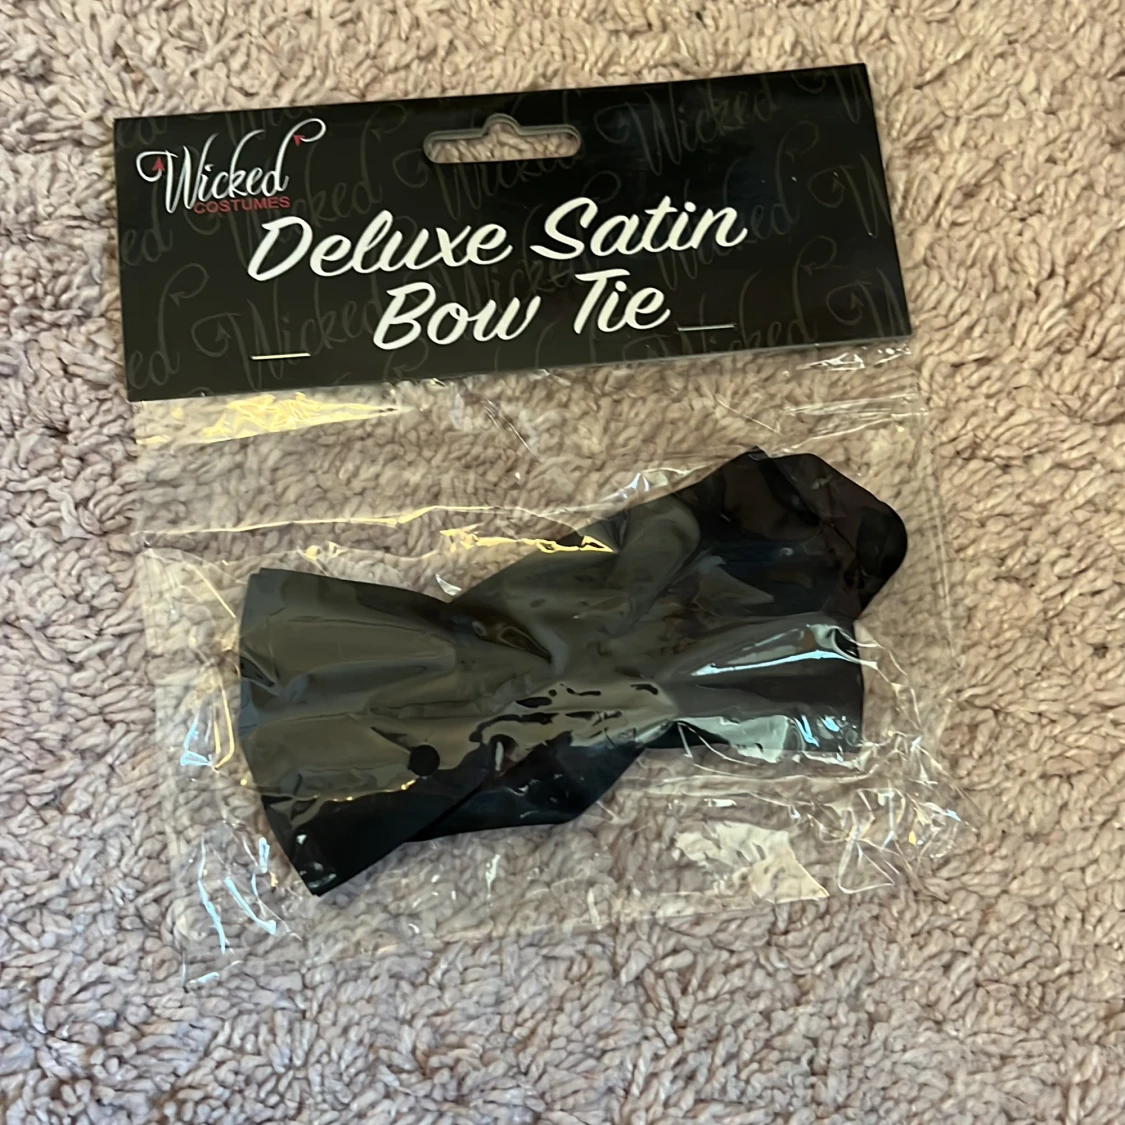 Wicked
COSTUMES
Deluxe Satin
Bow Tie